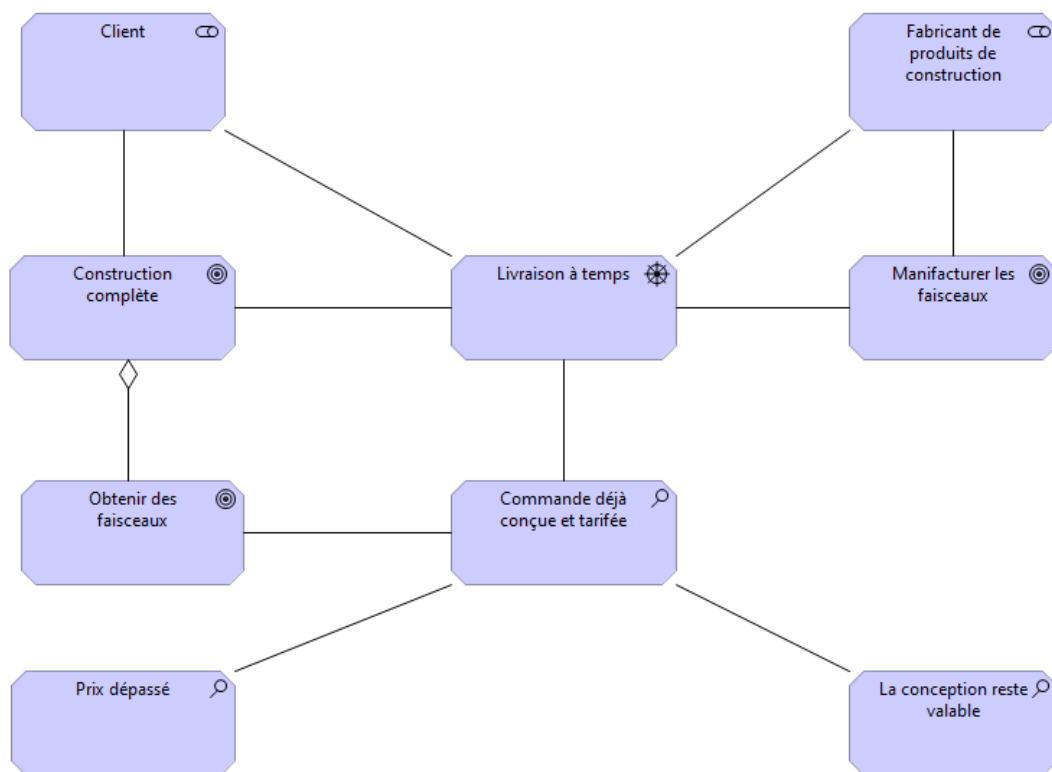 Client
Fabricant de
produits de
construction
Construction
complète
Livraison à temps
Manifacturer les
faisceaux
Obtenir des
faisceaux
Commande déjà
conçue et tarifée
Prix dépassé
La conception reste
valable